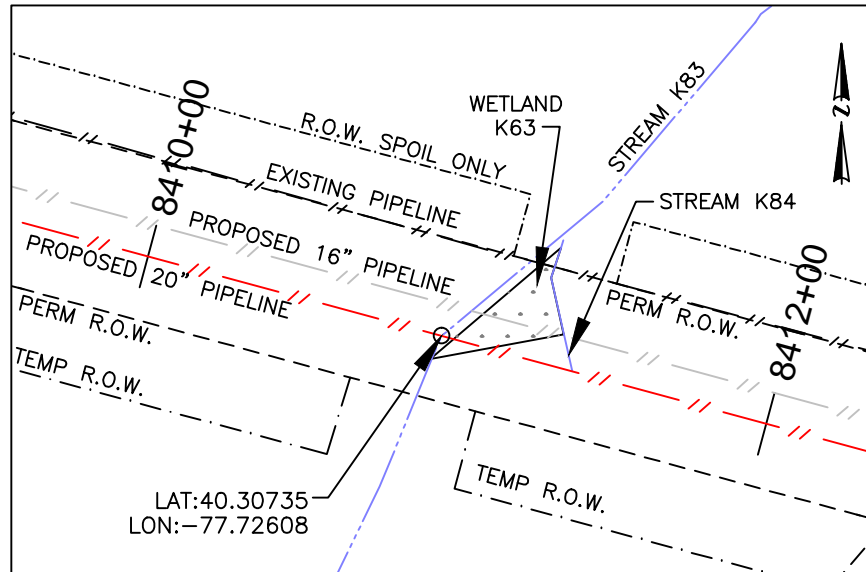 WETLAND
K63
STREAM K83
R.O.W. SPOIL ONLY
8410+00
EXISTING PIPELINE
STREAM K84
PROPOSED 16" PIPELINE
PROPOSED 20" PIPELINE
8412+00
PERM R.O.W.
PERM R.O.W.
TEMP R.O.W.
TEMP R.O.W.
LAT:40.30735
LON:-77.72608
N